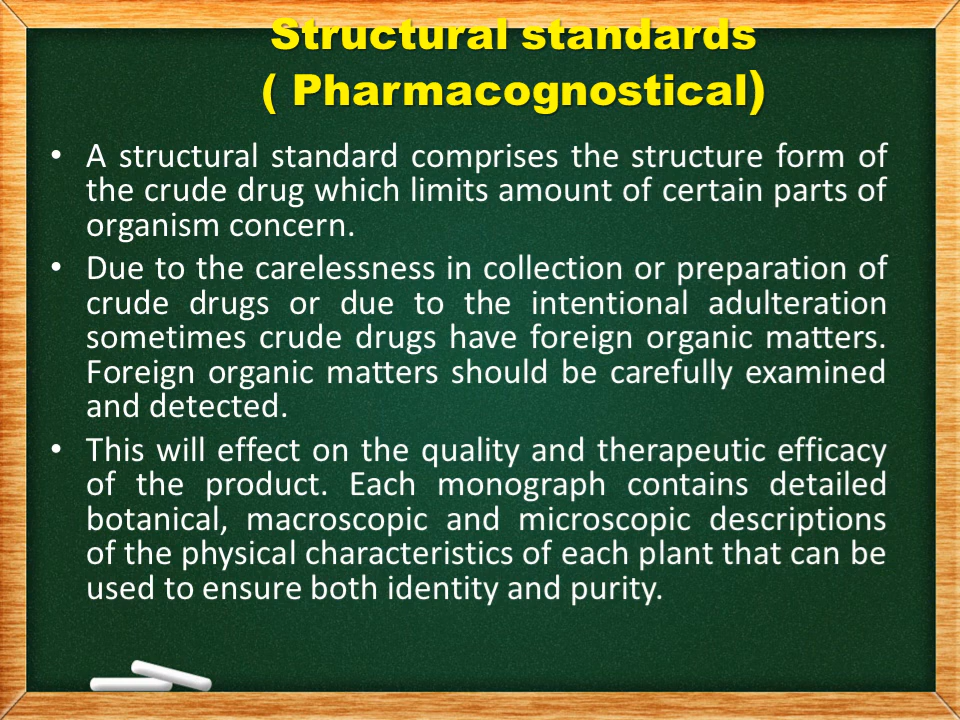 Structural standards
( Pharmacognostical)
• A structural standard comprises the structure form of
the crude drug which limits amount of certain parts of
organism concern.
• Due to the carelessness in collection or preparation of
crude drugs or due to the intentional adulteration
sometimes crude drugs have foreign organic matters.
Foreign organic matters should be carefully examined
and detected.
• This will effect on the quality and therapeutic efficacy
of the product. Each monograph contains detailed
botanical, macroscopic and microscopic descriptions
of the physical characteristics of each plant that can be
used to ensure both identity and purity.